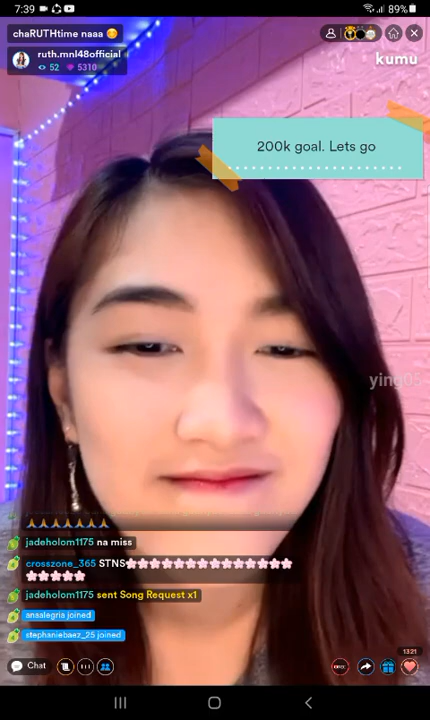 7:39
89%
chaRUTHtime naaa
kumu
ruth.mnl48official
52 5310
200k goal. Lets go
jadeholom1175 na miss
crosszone_365 STNS
jadeholom1175 sent Song Request x1
anaalegria joined
stephaniebaez_25 joined
1321
Chat